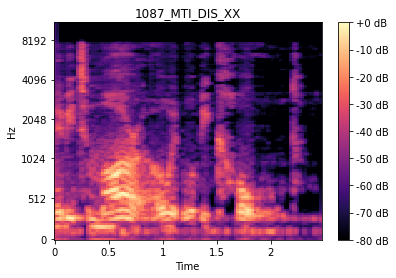 1087_MTI_DIS_XX
+0 dB
8192
-10 dB
4096
-20 dB
-30 dB
2048
Hz
-40 dB
1024
-50 dB
512
-60 dB
-70 dB
0
-80 dB
0 0.5 1 1.5 2
Time